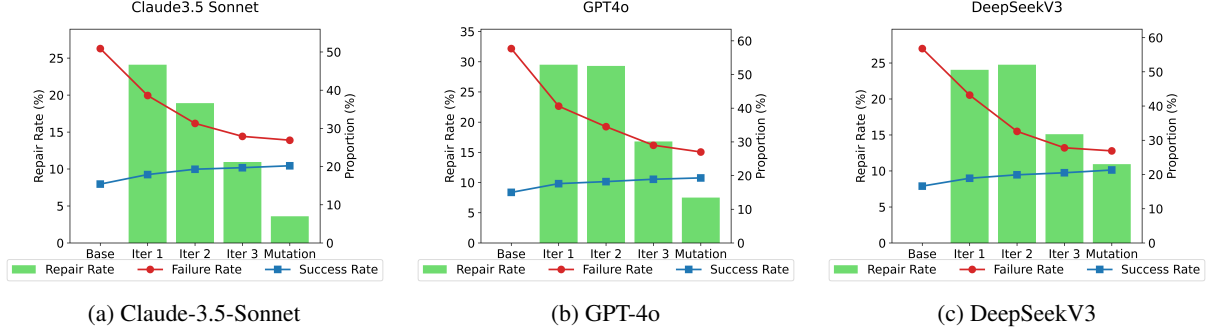 Claude3.5 Sonnet
Repair Rate (%)
0
5
10
15
20
25
Proportion (%)
0
10
20
30
40
50
Base Iter 1 Iter 2 Iter 3 Mutation
Repair Rate Failure Rate Success Rate
(a) Claude-3.5-Sonnet
GPT4o
Repair Rate (%)
0
5
10
15
20
25
30
35
Proportion (%)
0
10
20
30
40
50
60
Base Iter 1 Iter 2 Iter 3 Mutation
Repair Rate Failure Rate Success Rate
(b) GPT-4o
DeepSeekV3
Repair Rate (%)
0
5
10
15
20
25
Proportion (%)
0
10
20
30
40
50
60
Base Iter 1 Iter 2 Iter 3 Mutation
Repair Rate Failure Rate Success Rate
(c) DeepSeekV3